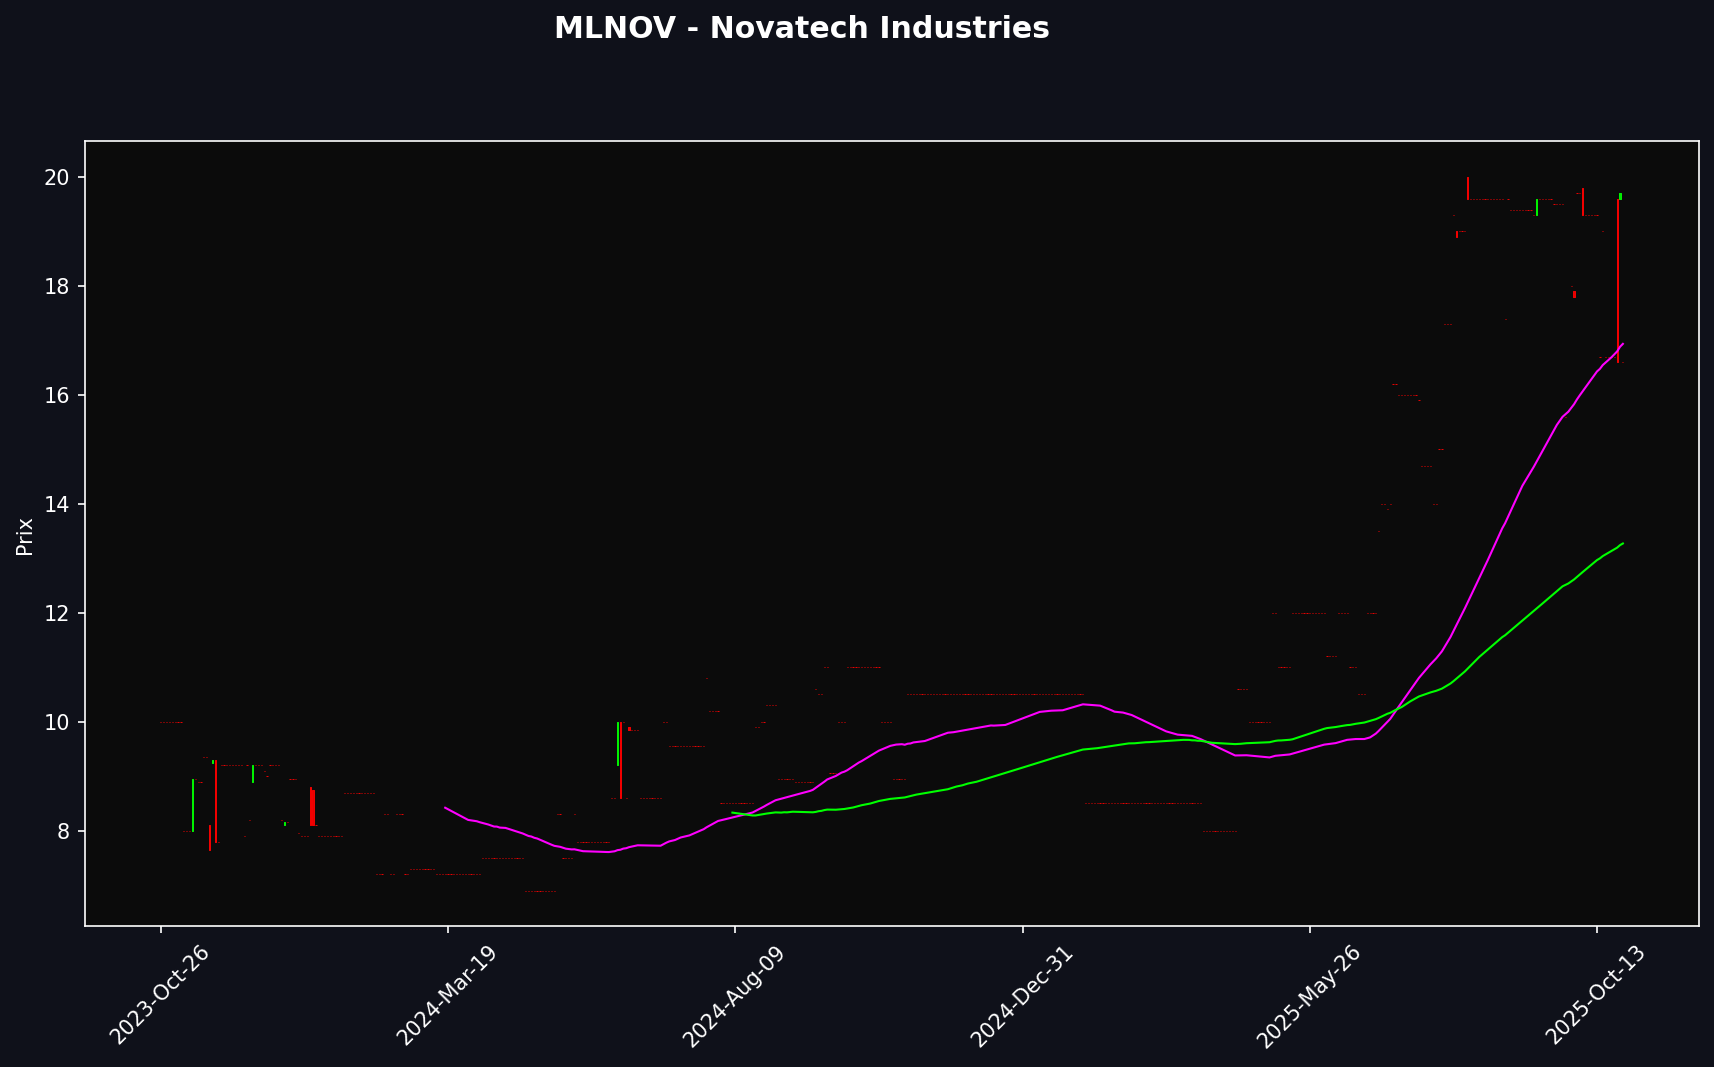 MLNOV - Novatech Industries
Prix
20
18
16
14
12
10
8
2023-Oct-26
2024-Mar-19
2024-Aug-09
2024-Dec-31
2025-May-26
2025-Oct-13